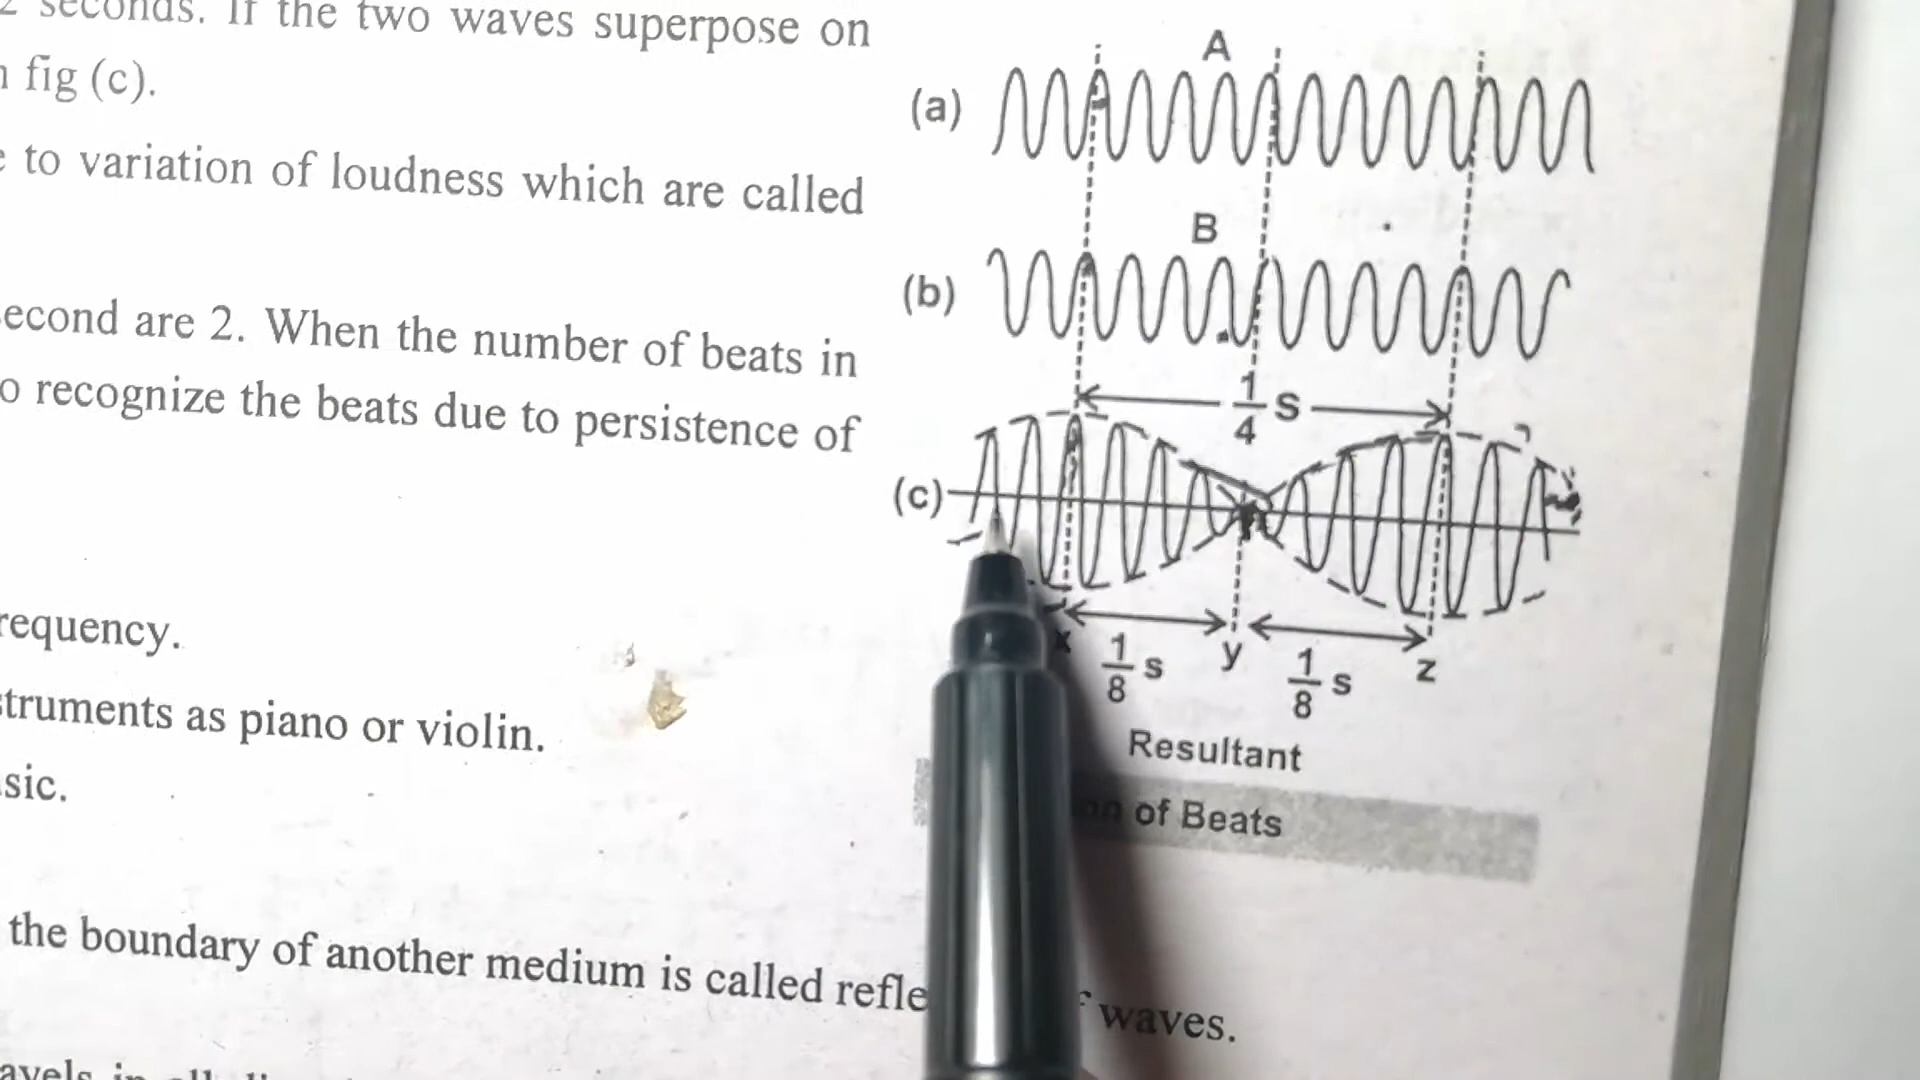 seconds. If the two waves superpose on
fig (c).
to variation of loudness which are called
second are 2. When the number of beats in
o recognize the beats due to persistence of
requency.
struments as piano or violin.
sic.
the boundary of another medium is called refle waves.
A
(a)
B
(b)
1/4 s
(c)
x 1/8 s y 1/8 s z
Resultant
of Beats